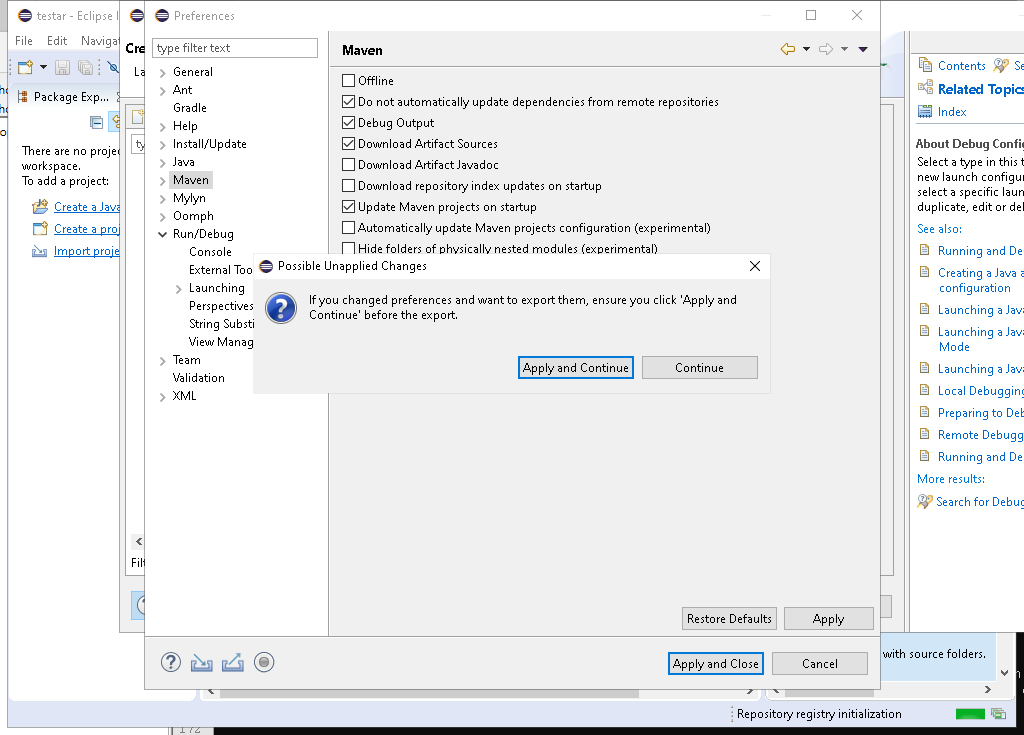 testar - Eclipse I
File Edit Navigat
Package Exp...
There are no projec
workspace.
To add a project:
Create a Java
Create a proj
Import proje
Cre
La
ty
Filt
Preferences
type filter text
General
Ant
Gradle
Help
Install/Update
Java
Maven
Mylyn
Oomph
Run/Debug
Console
External Too
Launching
Perspectives
String Substi
View Manag
Team
Validation
XML
Maven
Offline
Do not automatically update dependencies from remote repositories
Debug Output
Download Artifact Sources
Download Artifact Javadoc
Download repository index updates on startup
Update Maven projects on startup
Automatically update Maven projects configuration (experimental)
Hide folders of physically nested modules (experimental)
Possible Unapplied Changes
If you changed preferences and want to export them, ensure you click 'Apply and
Continue' before the export.
Apply and Continue
Continue
Restore Defaults
Apply
Apply and Close
Cancel
Contents
Se
Related Topics
Index
About Debug Config
Select a type in this t
new launch configur
select a specific laun
duplicate, edit or del
See also:
Running and De
Creating a Java a
configuration
Launching a Java
Launching a Java
Mode
Launching a Java
Local Debugging
Preparing to Deb
Remote Debugg
Running and De
More results:
Search for Debug
with source folders.
Repository registry initialization
172